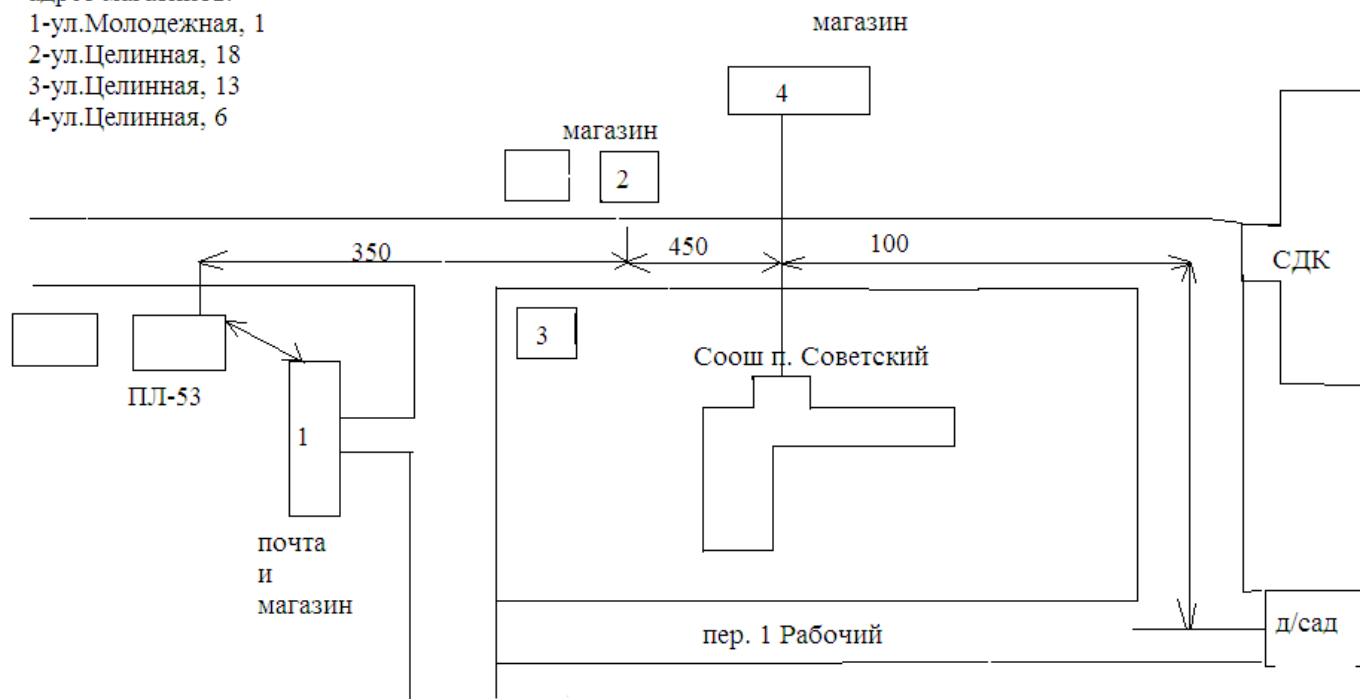 1-ул.Молодежная, 1
2-ул.Целинная, 18
3-ул.Целинная, 13
4-ул.Целинная, 6
магазин
4
магазин
2
350
450
100
СДК
3
Соош п. Советский
ПЛ-53
1
почта
и
магазин
пер. 1 Рабочий
д/сад